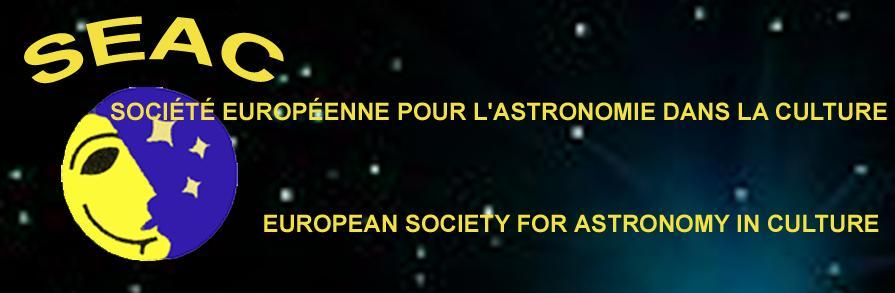 SEAC
SOCIÉTÉ EUROPÉENNE POUR L'ASTRONOMIE DANS LA CULTURE
EUROPEAN SOCIETY FOR ASTRONOMY IN CULTURE